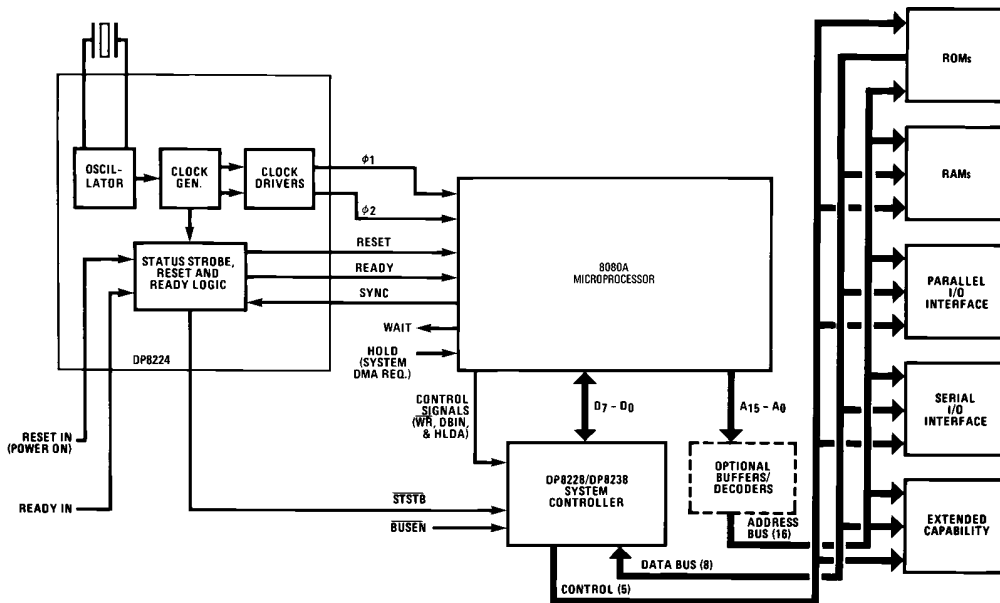 OSCIL-
LATOR
CLOCK
GEN.
CLOCK
DRIVERS
ϕ1
ϕ2
STATUS STROBE,
RESET AND
READY LOGIC
RESET
READY
SYNC
WAIT
HOLD
(SYSTEM
DMA REQ.)
DP8224
8080A
MICROPROCESSOR
RESET IN
(POWER ON)
READY IN
CONTROL
SIGNALS
(W̅R̅, DBIN,
& HLDA)
D7 - D0
A15 - A0
S̅T̅S̅T̅B̅
B̅U̅S̅E̅N̅
DP8228/DP8238
SYSTEM
CONTROLLER
OPTIONAL
BUFFERS/
DECODERS
ADDRESS
BUS (16)
DATA BUS (8)
CONTROL (5)
ROMs
RAMs
PARALLEL
I/O
INTERFACE
SERIAL
I/O
INTERFACE
EXTENDED
CAPABILITY